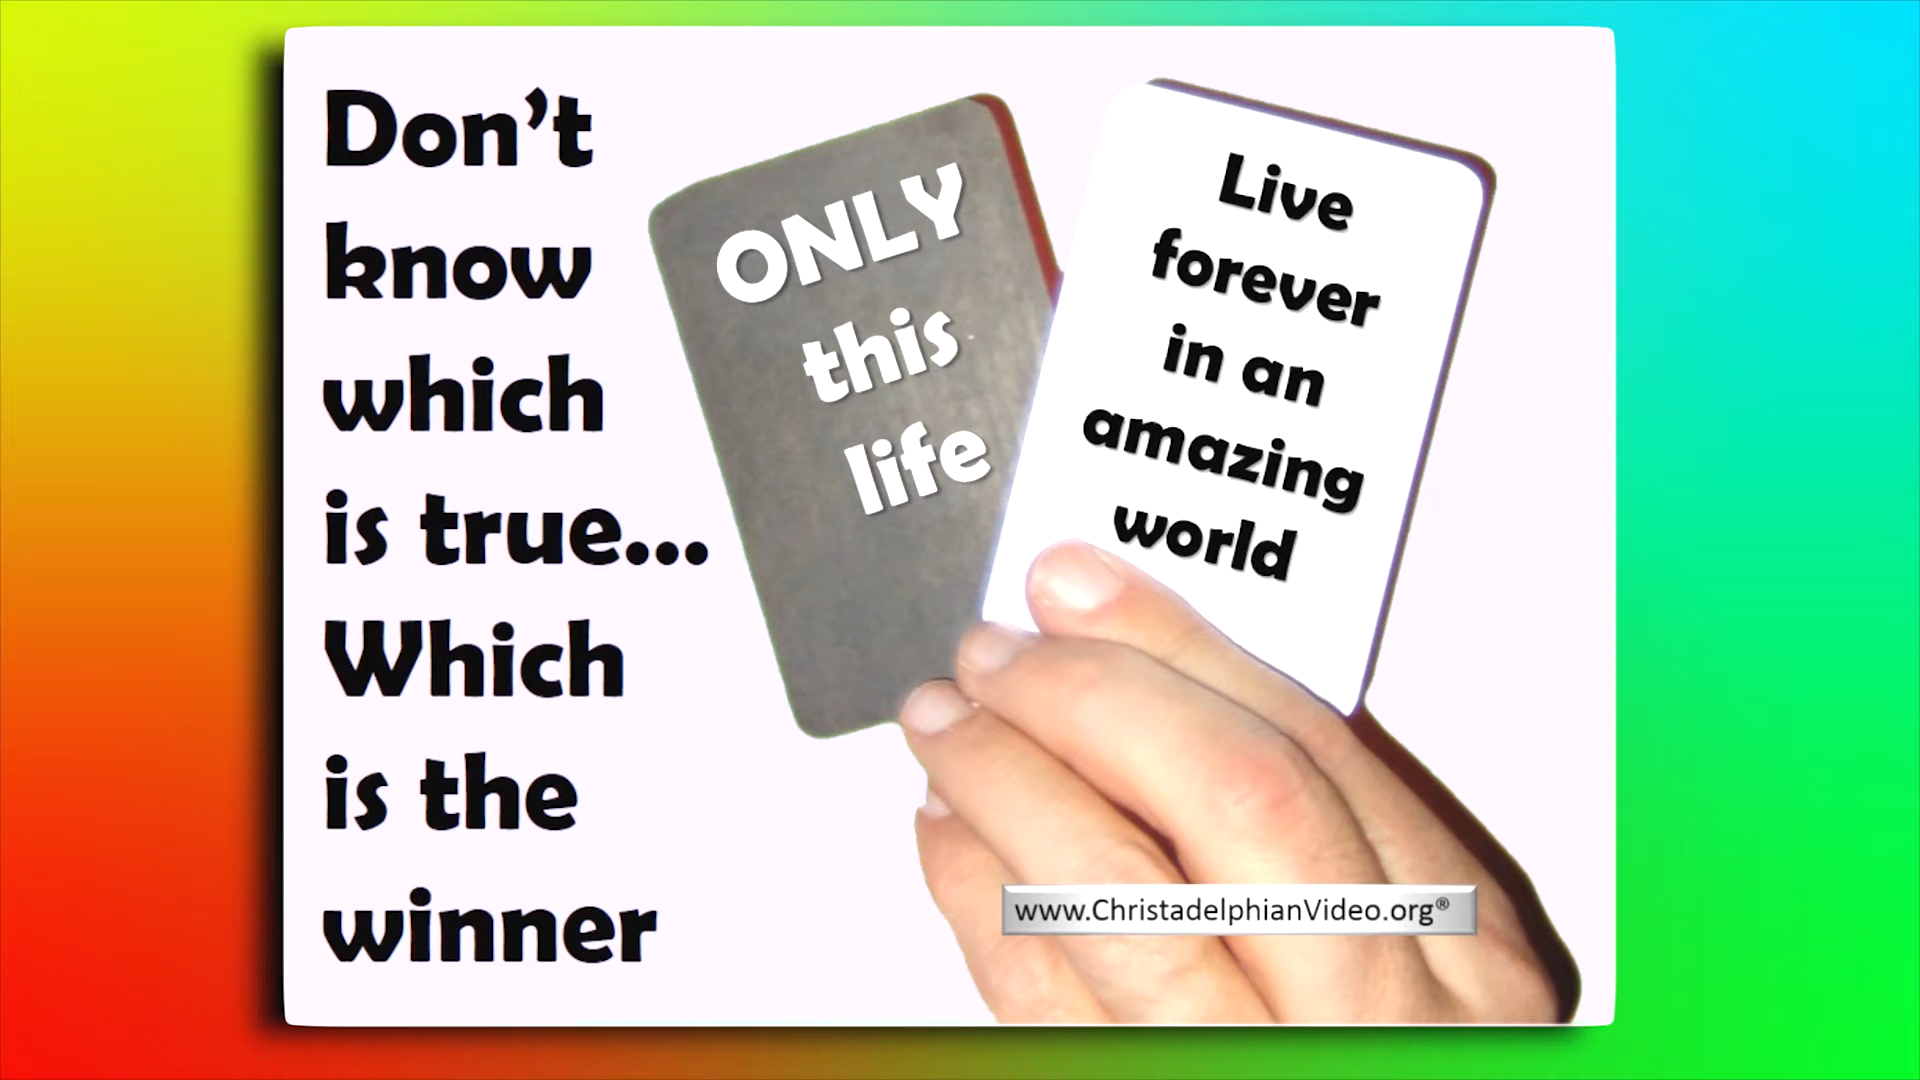 Don't
know
which
is true...
Which
is the
winner
ONLY
this
life
Live
forever
in an
amazing
world
www.ChristadelphianVideo.org®